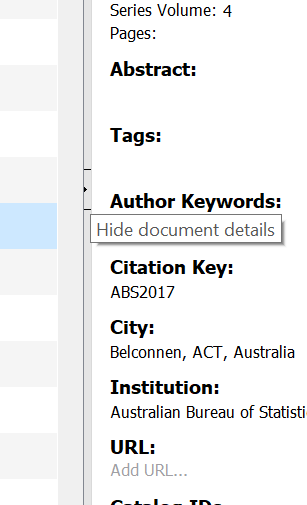 Series Volume: 4
Pages:
Abstract:
Tags:
Author Keywords:
Hide document details
Citation Key:
ABS2017
City:
Belconnen, ACT, Australia
Institution:
Australian Bureau of Statisti
URL:
Add URL...
Catalog IDs